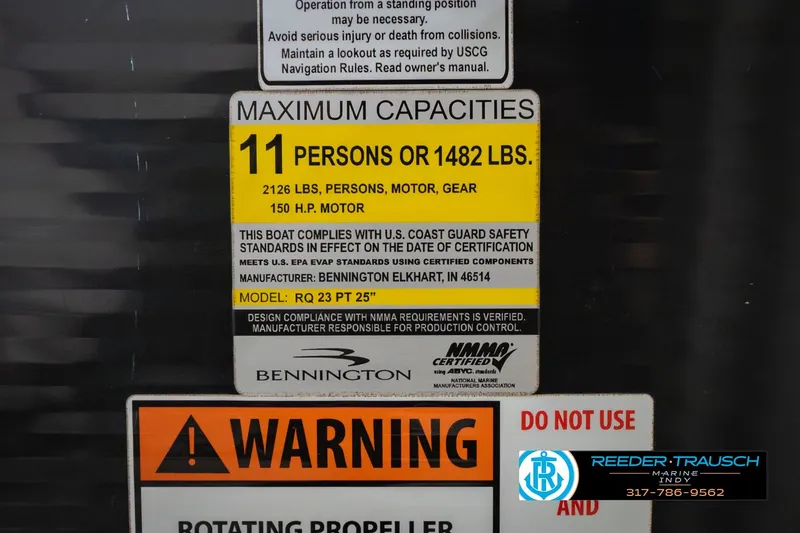 Operation from a standing position
may be necessary.
Avoid serious injury or death from collisions.
Maintain a lookout as required by USCG
Navigation Rules. Read owner's manual.
MAXIMUM CAPACITIES
11 PERSONS OR 1482 LBS.
2126 LBS, PERSONS, MOTOR, GEAR
150 H.P. MOTOR
THIS BOAT COMPLIES WITH U.S. COAST GUARD SAFETY
STANDARDS IN EFFECT ON THE DATE OF CERTIFICATION
MEETS U.S. EPA EVAP STANDARDS USING CERTIFIED COMPONENTS
MANUFACTURER: BENNINGTON ELKHART, IN 46514
MODEL: RQ 23 PT 25"
DESIGN COMPLIANCE WITH NMMA REQUIREMENTS IS VERIFIED.
MANUFACTURER RESPONSIBLE FOR PRODUCTION CONTROL.
BENNINGTON
NMMA
CERTIFIED
using ABYC. standards
NATIONAL MARINE
MANUFACTURERS ASSOCIATION
WARNING
ROTATING PROPELLER
DO NOT USE
AND
REEDER·TRAUSCH
MARINE
INDY
317-786-9562